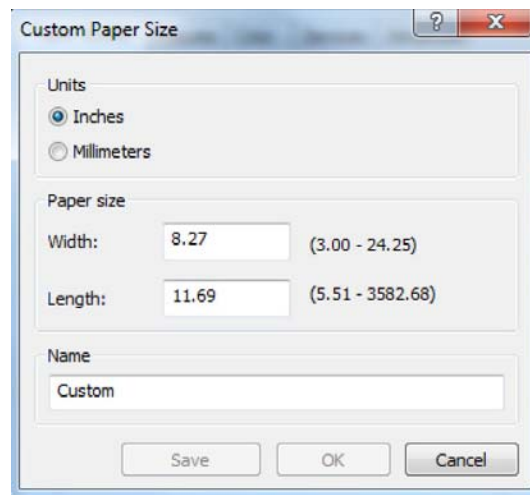 Custom Paper Size
Units
Inches
Millimeters
Paper size
Width: 8.27 (3.00 - 24.25)
Length: 11.69 (5.51 - 3582.68)
Name
Custom
Save OK Cancel